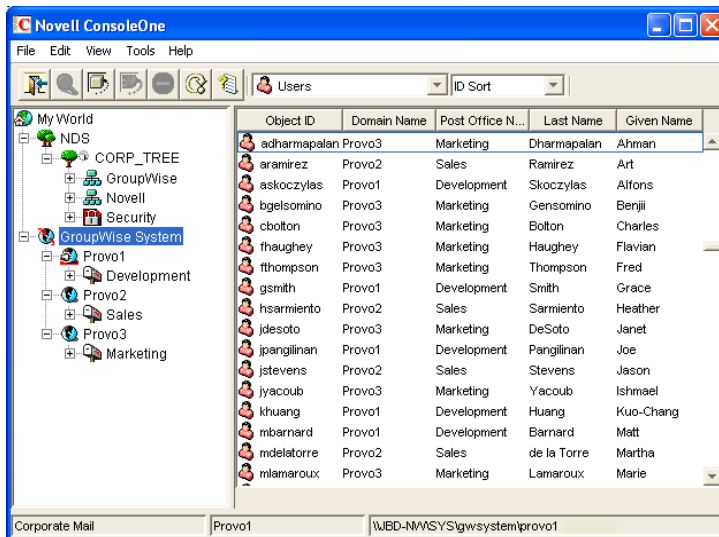 Novell ConsoleOne
File Edit View Tools Help
Users ID Sort
My World
NDS
CORP_TREE
GroupWise
Novell
Security
GroupWise System
Provo1
Development
Provo2
Sales
Provo3
Marketing
Object ID Domain Name Post Office N... Last Name Given Name
adharmapalan Provo3 Marketing Dharmapalan Ahman
aramirez Provo2 Sales Ramirez Art
askoczylas Provo1 Development Skoczylas Alfons
bgelsomino Provo3 Marketing Gensomino Benjii
cbolton Provo3 Marketing Bolton Charles
fhaughey Provo3 Marketing Haughey Flavian
fthompson Provo3 Marketing Thompson Fred
gsmith Provo1 Development Smith Grace
hsarmiento Provo2 Sales Sarmiento Heather
jdesoto Provo3 Marketing DeSoto Janet
jpangilinan Provo1 Development Pangilinan Joe
jstevens Provo2 Sales Stevens Jason
jyacoub Provo3 Marketing Yacoub Ishmael
khuang Provo1 Development Huang Kuo-Chang
mbarnard Provo1 Development Barnard Matt
mdelatorre Provo2 Sales de la Torre Martha
mlamaroux Provo3 Marketing Lamaroux Marie
Corporate Mail Provo1 \\JBD-NW\SYS\gwsystem\provo1